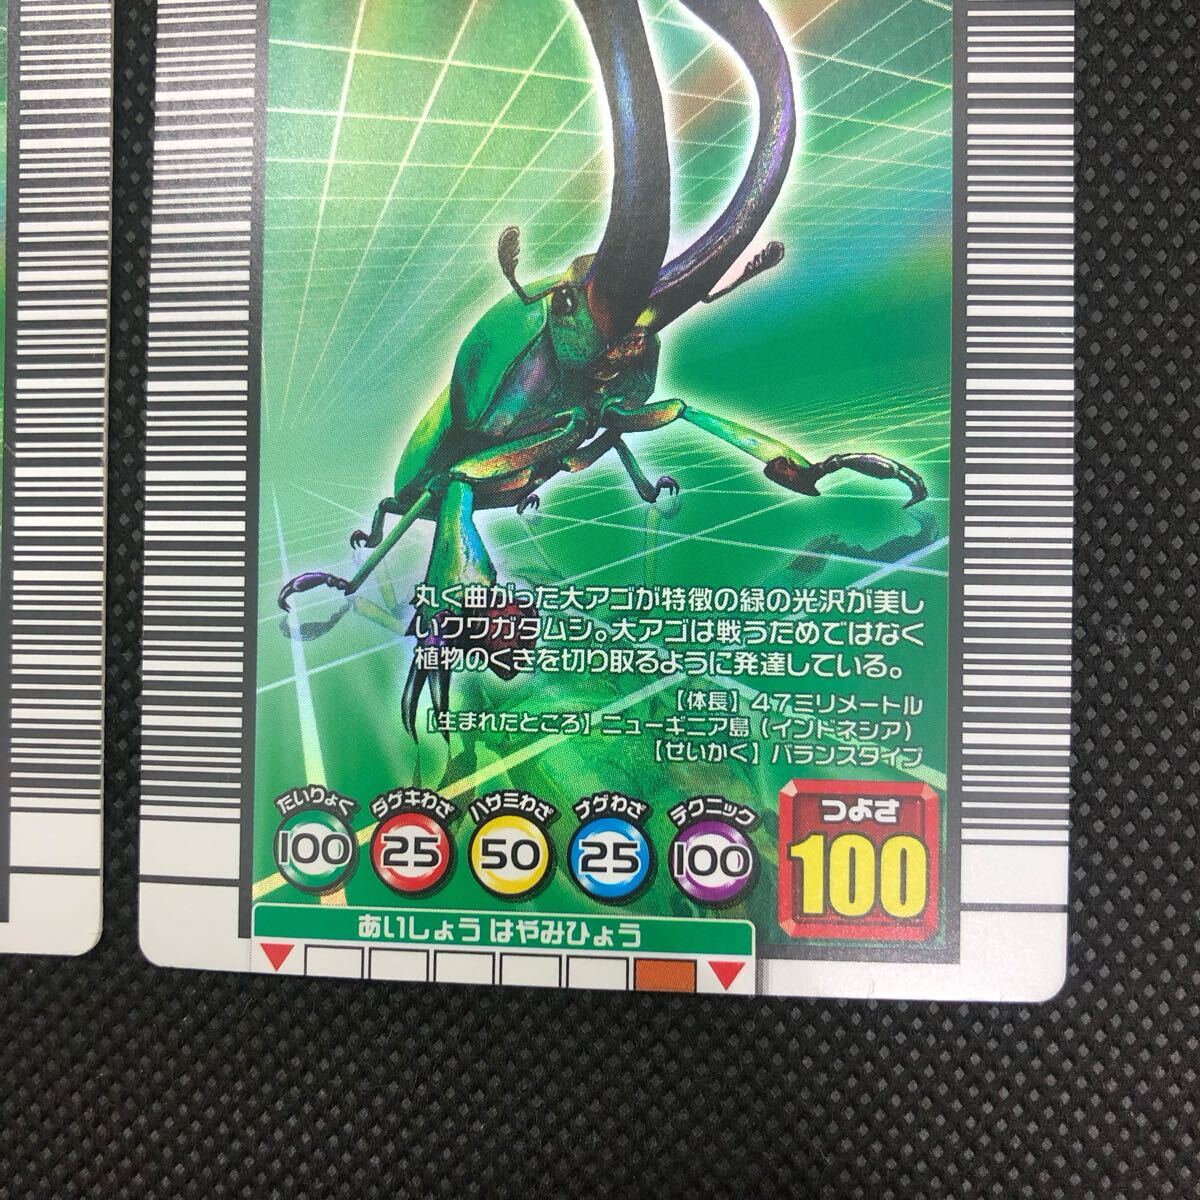 丸く曲がった大アゴが特徴の緑の光沢が美し
いクワガタムシ。大アゴは戦うためではなく
植物のくきを切り取るように発達している。
【体長】47ミリメートル
【生まれたところ】ニューギニア島（インドネシア）
【せいかく】バランスタイプ
たいりょく ダゲキわざ ハサミわざ ナゲわざ テクニック つよさ
100 25 50 25 100 100
あいしょう はやみひょう